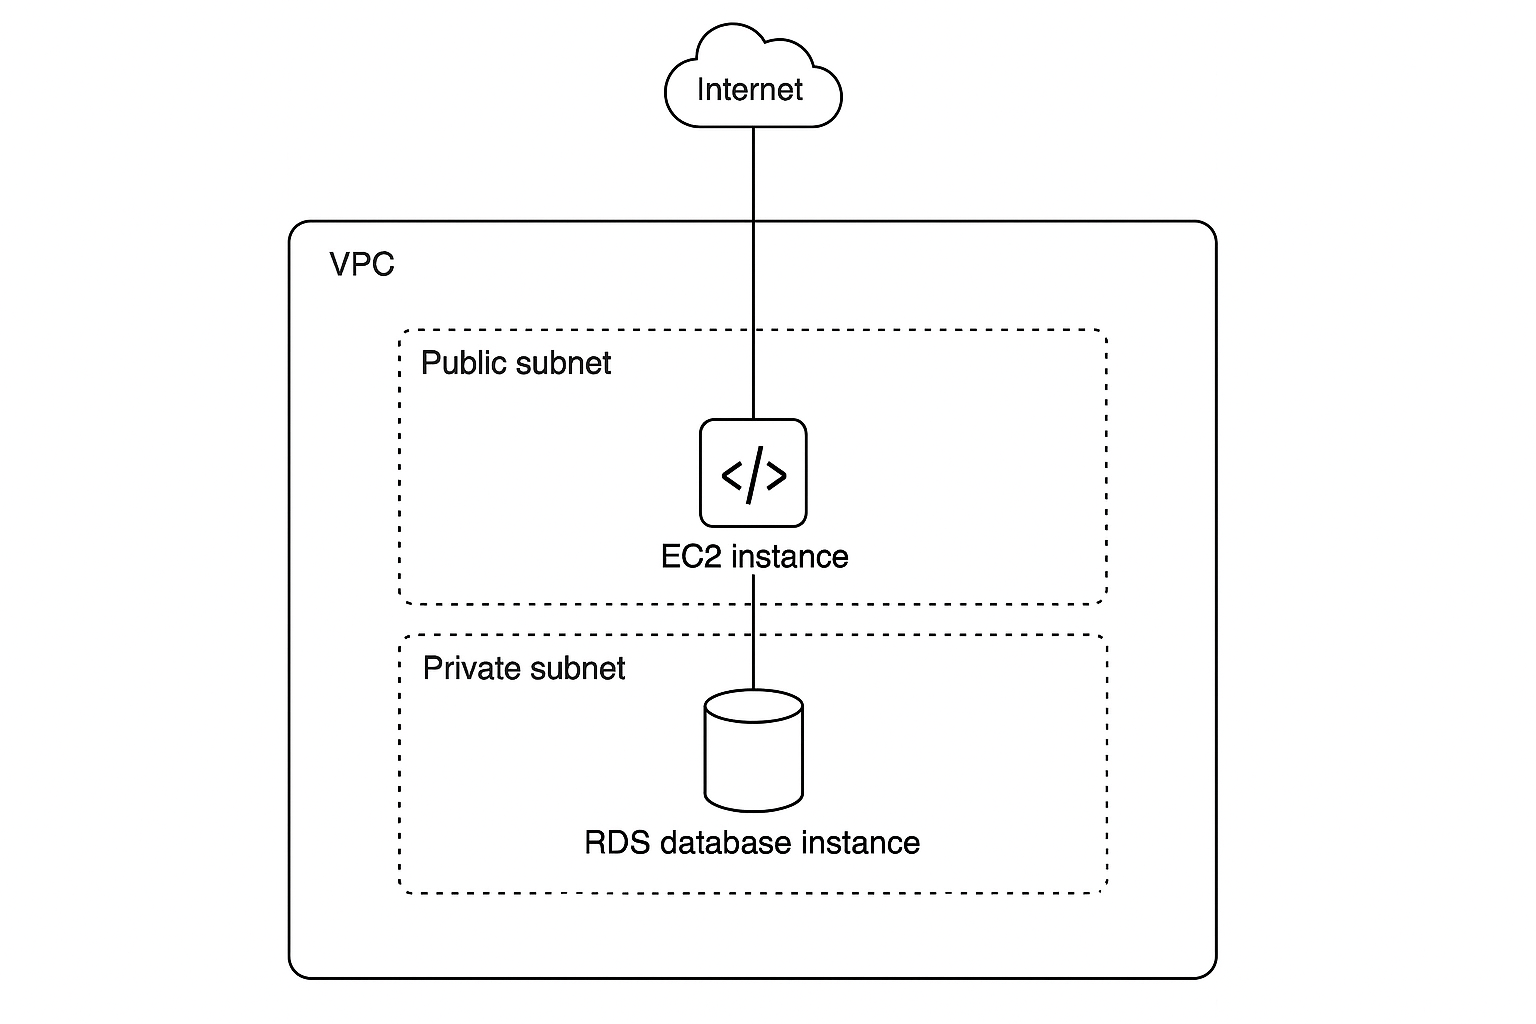 Internet
VPC
Public subnet
</>
EC2 instance
Private subnet
RDS database instance